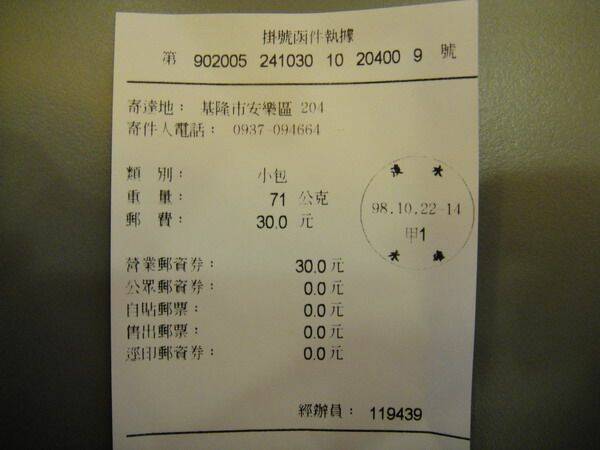 掛號函件執據
第 902005 241030 10 20400 9 號
寄達地： 基隆市安樂區 204
寄件人電話： 0937-094664
類 別： 小包
重 量： 71 公克
郵 費： 30.0 元
98.10.22-14
甲1
營業郵資券： 30.0 元
公眾郵資券： 0.0 元
自貼郵票： 0.0 元
售出郵票： 0.0 元
逕印郵資券： 0.0 元
經辦員： 119439